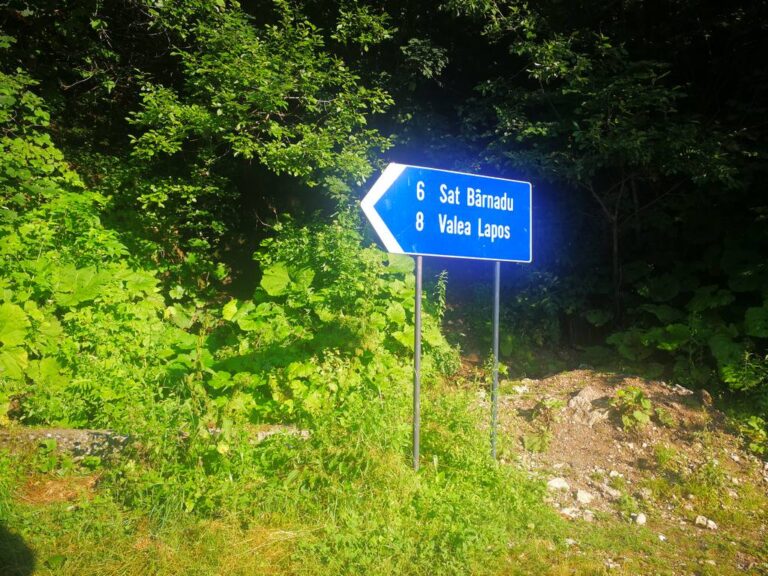 6 Sat Bărnadu
8 Valea Lapos